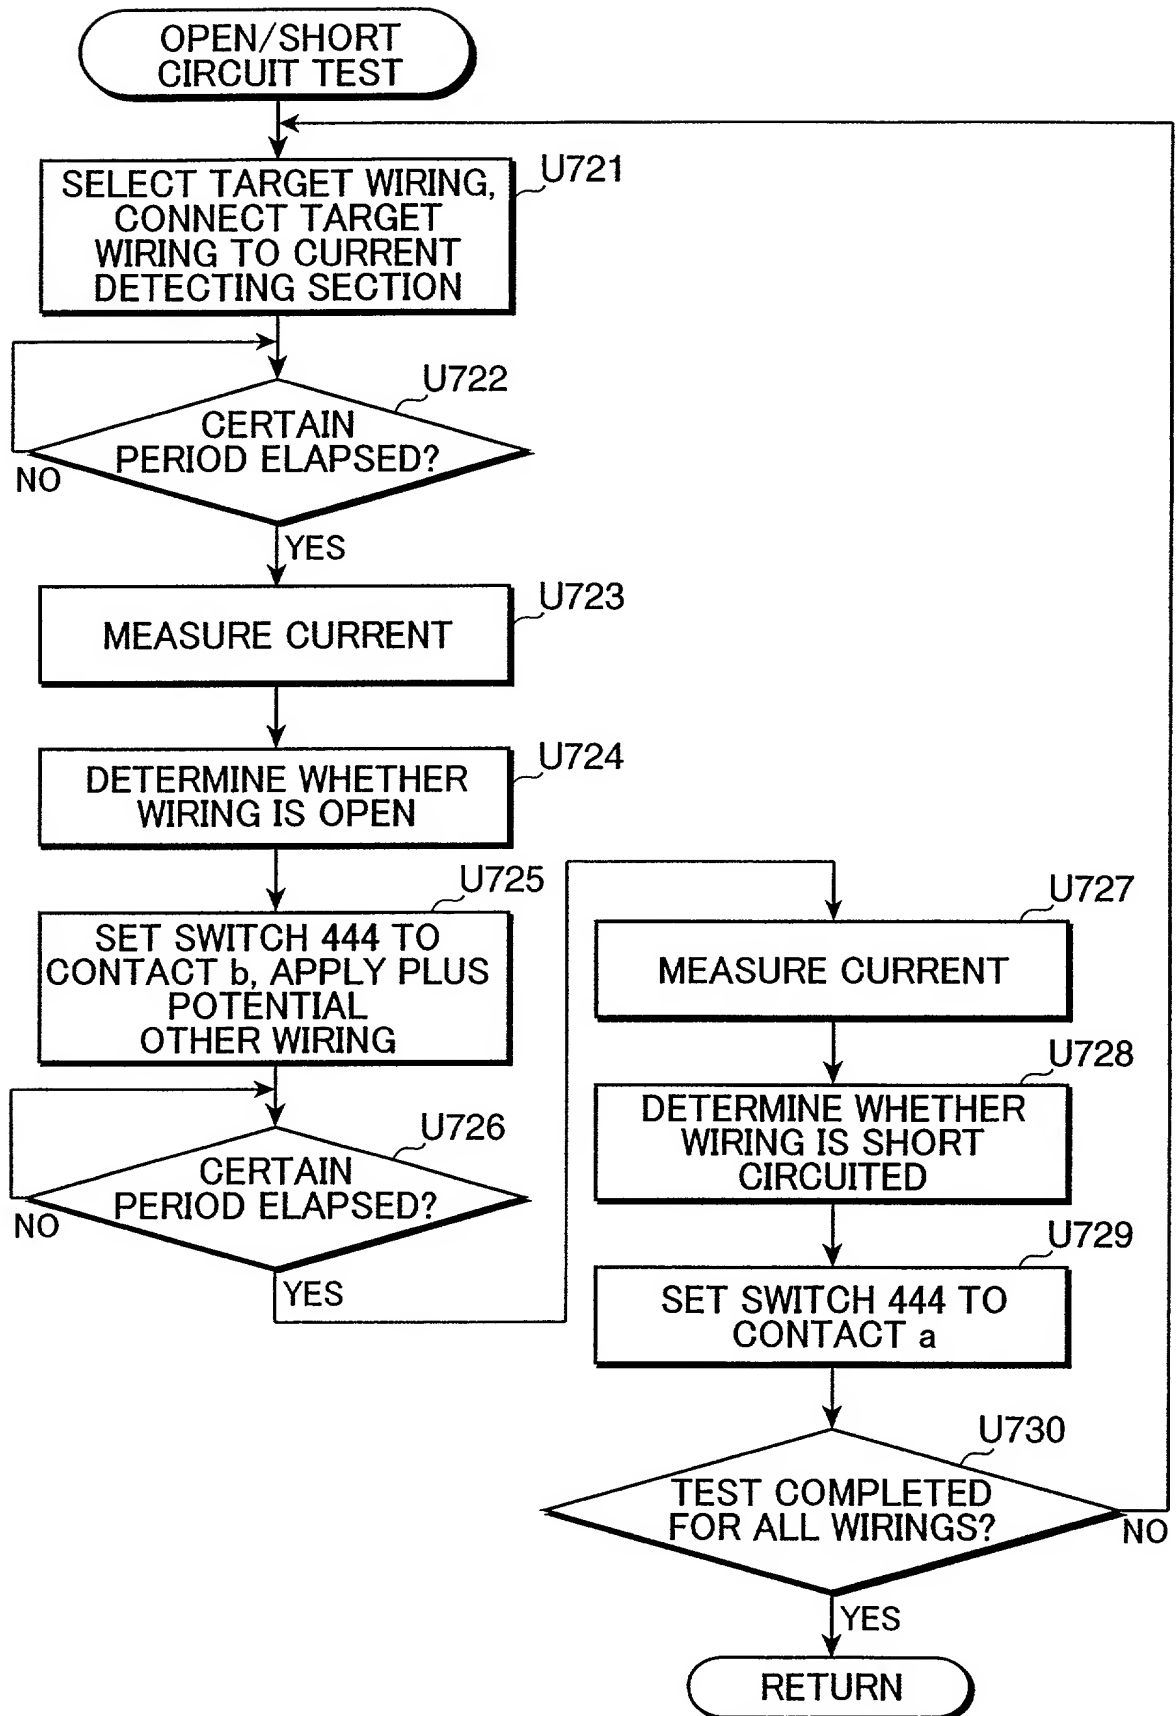 OPEN/SHORT
CIRCUIT TEST
U721
SELECT TARGET WIRING,
CONNECT TARGET
WIRING TO CURRENT
DETECTING SECTION
U722
CERTAIN
PERIOD ELAPSED?
NO
YES
U723
MEASURE CURRENT
U724
DETERMINE WHETHER
WIRING IS OPEN
U725
SET SWITCH 444 TO
CONTACT b, APPLY PLUS
POTENTIAL
OTHER WIRING
U726
CERTAIN
PERIOD ELAPSED?
NO
YES
U727
MEASURE CURRENT
U728
DETERMINE WHETHER
WIRING IS SHORT
CIRCUITED
U729
SET SWITCH 444 TO
CONTACT a
U730
TEST COMPLETED
FOR ALL WIRINGS?
NO
YES
RETURN